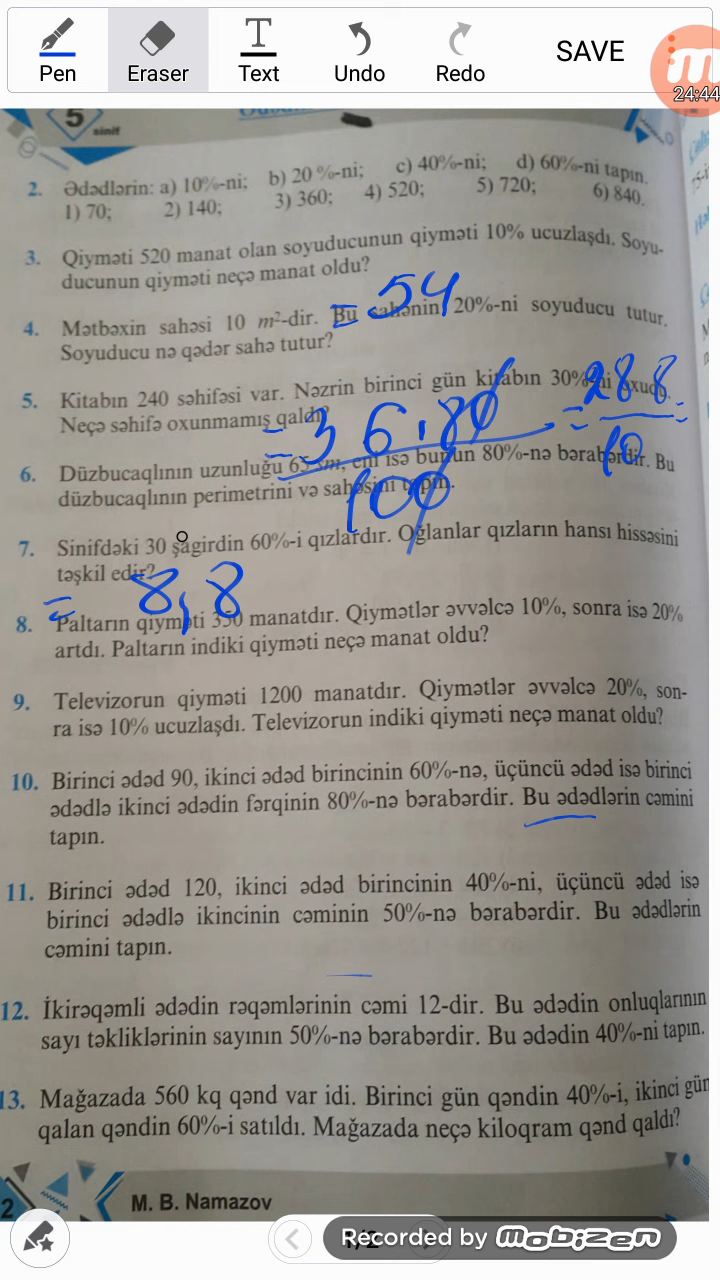 Pen Eraser Text Undo Redo SAVE
24:44
5 sinif
2. Ədədlərin: a) 10%-ni; b) 20 %-ni; c) 40%-ni; d) 60%-ni tapın.
1) 70; 2) 140; 3) 360; 4) 520; 5) 720; 6) 840.
3. Qiyməti 520 manat olan soyuducunun qiyməti 10% ucuzlaşdı. Soyu-
ducunun qiyməti neçə manat oldu?
= 54
4. Mətbəxin sahəsi 10 m²-dir. Bu sahənin 20%-ni soyuducu tutur.
Soyuducu nə qədər sahə tutur?
5. Kitabın 240 səhifəsi var. Nəzrin birinci gün kitabın 30%-ni oxudu.
Neçə səhifə oxunmamış qaldı?
= 36.80 / 100 = 288 / 10 =
6. Düzbucaqlının uzunluğu 65 sm, eni isə bunun 80%-nə bərabərdir. Bu
düzbucaqlının perimetrini və sahəsini tapın.
7. Sinifdəki 30 şagirdin 60%-i qızlardır. Oğlanlar qızların hansı hissəsini
təşkil edir?
= 8,8
8. Paltarın qiyməti 350 manatdır. Qiymətlər əvvəlcə 10%, sonra isə 20%
artdı. Paltarın indiki qiyməti neçə manat oldu?
9. Televizorun qiyməti 1200 manatdır. Qiymətlər əvvəlcə 20%, son-
ra isə 10% ucuzlaşdı. Televizorun indiki qiyməti neçə manat oldu?
10. Birinci ədəd 90, ikinci ədəd birincinin 60%-nə, üçüncü ədəd isə birinci
ədədlə ikinci ədədin fərqinin 80%-nə bərabərdir. Bu ədədlərin cəmini
tapın.
11. Birinci ədəd 120, ikinci ədəd birincinin 40%-ni, üçüncü ədəd isə
birinci ədədlə ikincinin cəminin 50%-nə bərabərdir. Bu ədədlərin
cəmini tapın.
12. İkirəqəmli ədədin rəqəmlərinin cəmi 12-dir. Bu ədədin onluqlarının
sayı təkliklərinin sayının 50%-nə bərabərdir. Bu ədədin 40%-ni tapın.
13. Mağazada 560 kq qənd var idi. Birinci gün qəndin 40%-i, ikinci gün
qalan qəndin 60%-i satıldı. Mağazada neçə kiloqram qənd qaldı?
2 M. B. Namazov
Recorded by mobizen